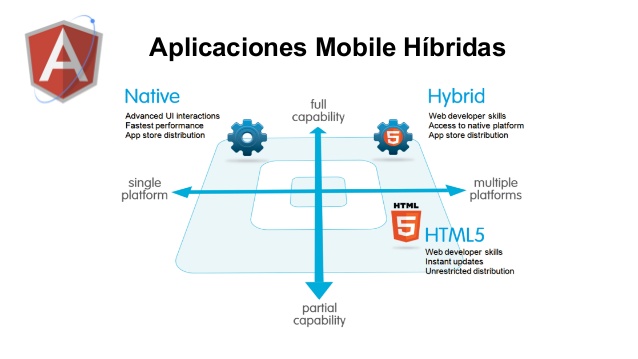 A
Aplicaciones Mobile Híbridas
Native
Advanced UI interactions
Fastest performance
App store distribution
full
capability
Hybrid
Web developer skills
Access to native platform
App store distribution
5
single
platform
multiple
platforms
HTML
5
HTML5
Web developer skills
Instant updates
Unrestricted distribution
partial
capability